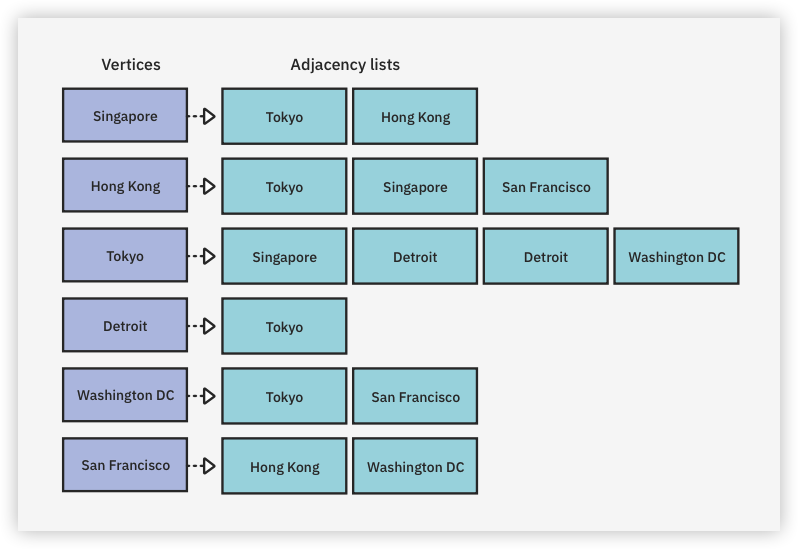 Vertices Adjacency lists
Singapore Tokyo Hong Kong
Hong Kong Tokyo Singapore San Francisco
Tokyo Singapore Detroit Detroit Washington DC
Detroit Tokyo
Washington DC Tokyo San Francisco
San Francisco Hong Kong Washington DC